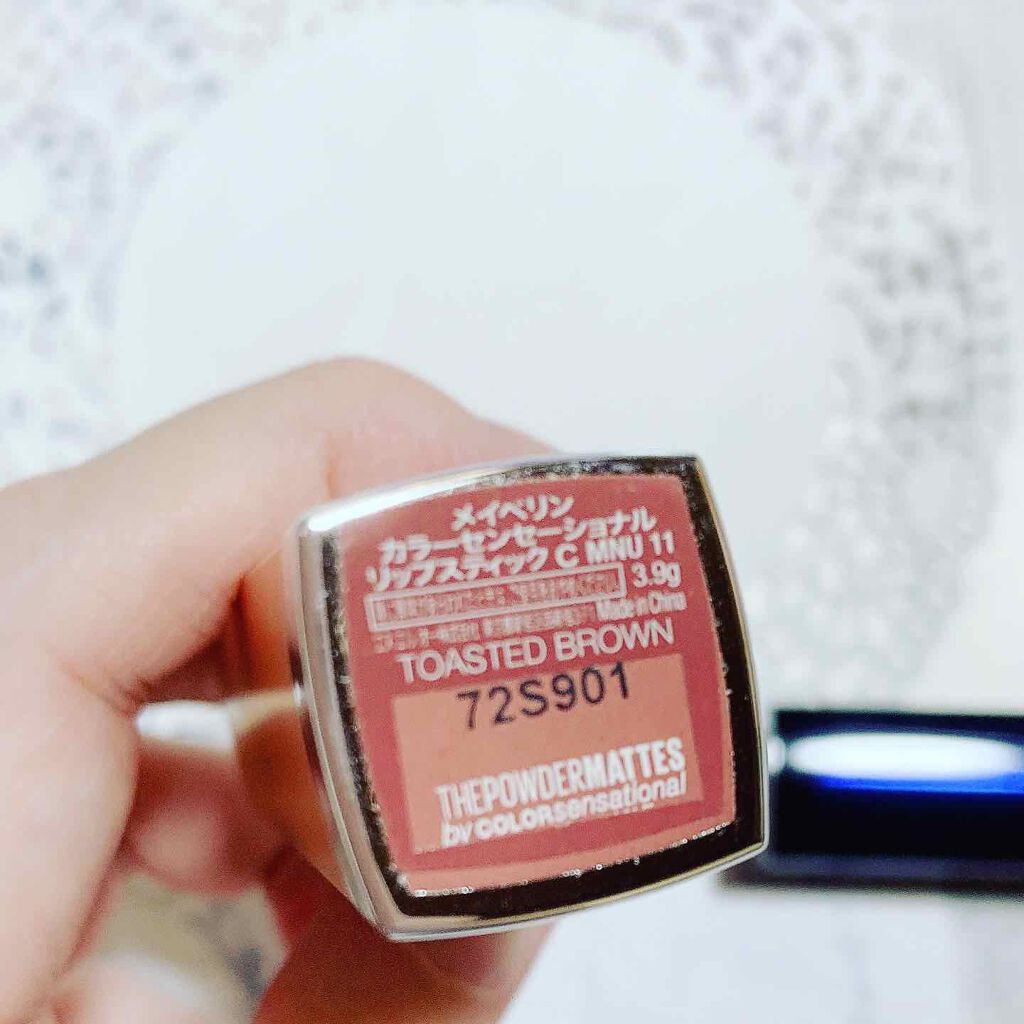 メイベリン
カラーセンセーショナル
リップスティック C MNU 11
3.9g
Made in China
TOASTED BROWN
72S901
THEPOWDERMATTES
by COLORsensational